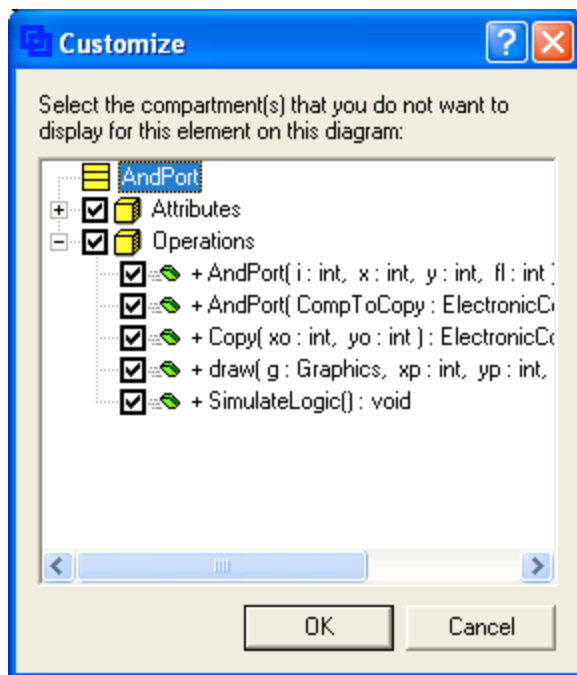 Customize
Select the compartment(s) that you do not want to
display for this element on this diagram:
AndPort
Attributes
Operations
+ AndPort( i : int, x : int, y : int, fl : int
+ AndPort( CompToCopy : ElectronicC
+ Copy( xo : int, yo : int ) : ElectronicCo
+ draw( g : Graphics, xp : int, yp : int,
+ SimulateLogic() : void
OK Cancel